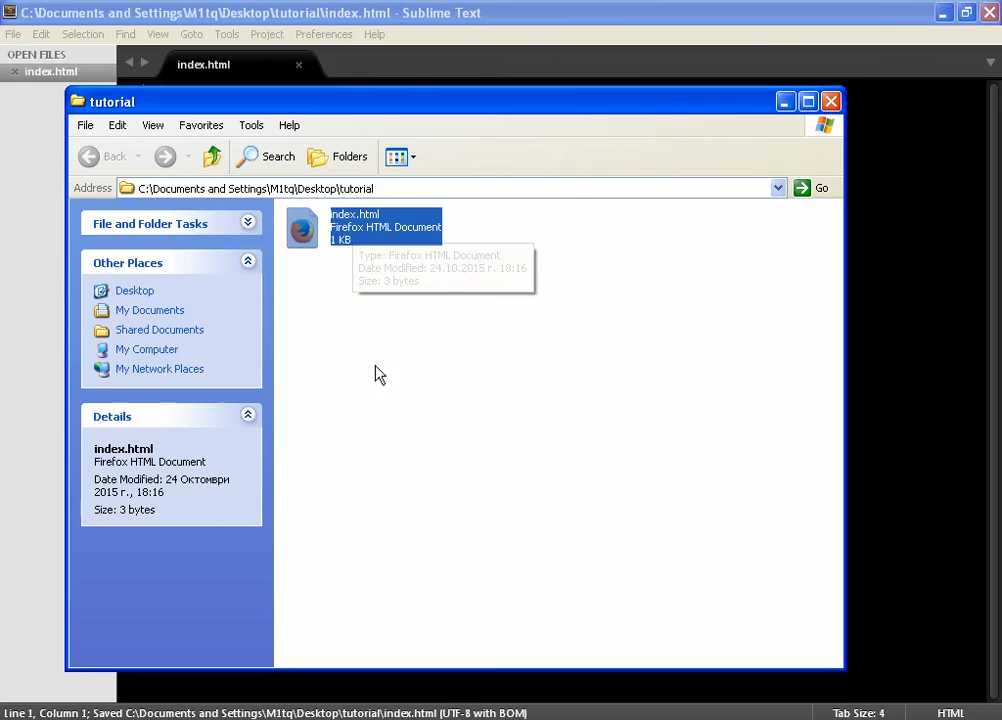 C:\Documents and Settings\M1tq\Desktop\tutorial\index.html - Sublime Text
File Edit Selection Find View Goto Tools Project Preferences Help
OPEN FILES
index.html
index.html
tutorial
File Edit View Favorites Tools Help
Back Search Folders
Address C:\Documents and Settings\M1tq\Desktop\tutorial Go
File and Folder Tasks
Other Places
Desktop
My Documents
Shared Documents
My Computer
My Network Places
Details
index.html
Firefox HTML Document
Date Modified: 24 Октомври
2015 г., 18:16
Size: 3 bytes
index.html
Firefox HTML Document
1 KB
Type: Firefox HTML Document
Date Modified: 24.10.2015 г. 18:16
Size: 3 bytes
Line 1, Column 1; Saved C:\Documents and Settings\M1tq\Desktop\tutorial\index.html (UTF-8 with BOM) Tab Size: 4 HTML